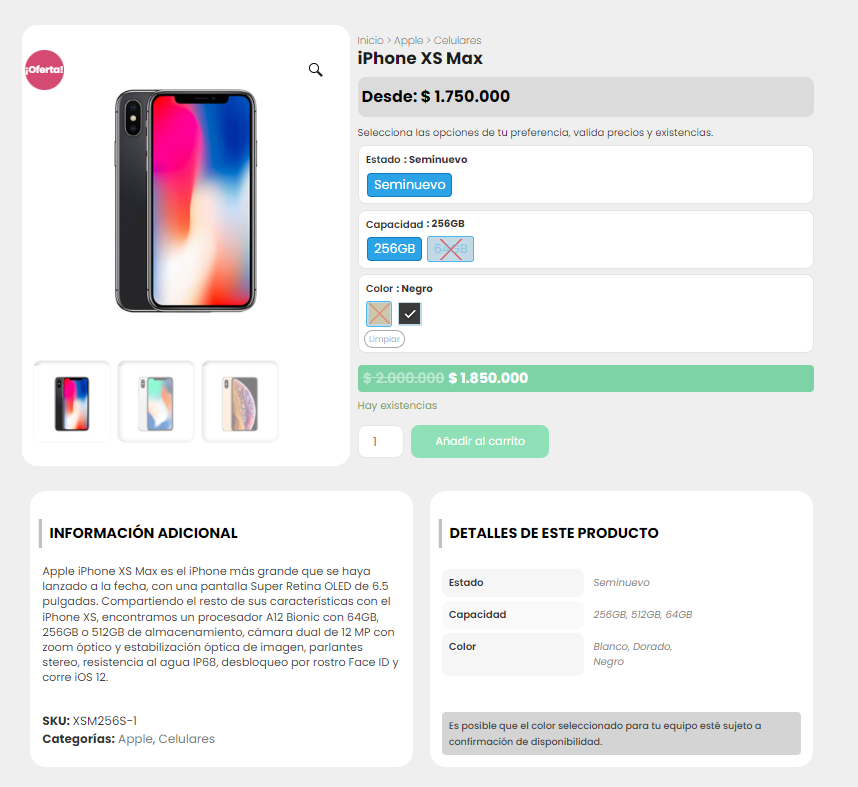 ¡Oferta!
Inicio > Apple > Celulares
iPhone XS Max
Desde: $ 1.750.000
Selecciona las opciones de tu preferencia, valida precios y existencias.
Estado : Seminuevo
Seminuevo
Capacidad : 256GB
256GB 64GB
Color : Negro
Limpiar
$ 2.000.000 $ 1.850.000
Hay existencias
1 Añadir al carrito
INFORMACIÓN ADICIONAL
Apple iPhone XS Max es el iPhone más grande que se haya
lanzado a la fecha, con una pantalla Super Retina OLED de 6.5
pulgadas. Compartiendo el resto de sus características con el
iPhone XS, encontramos un procesador A12 Bionic con 64GB,
256GB o 512GB de almacenamiento, cámara dual de 12 MP con
zoom óptico y estabilización óptica de imagen, parlantes
stereo, resistencia al agua IP68, desbloqueo por rostro Face ID y
corre iOS 12.
SKU: XSM256S-1
Categorías: Apple, Celulares
DETALLES DE ESTE PRODUCTO
Estado Seminuevo
Capacidad 256GB, 512GB, 64GB
Color Blanco, Dorado,
Negro
Es posible que el color seleccionado para tu equipo esté sujeto a
confirmación de disponibilidad.